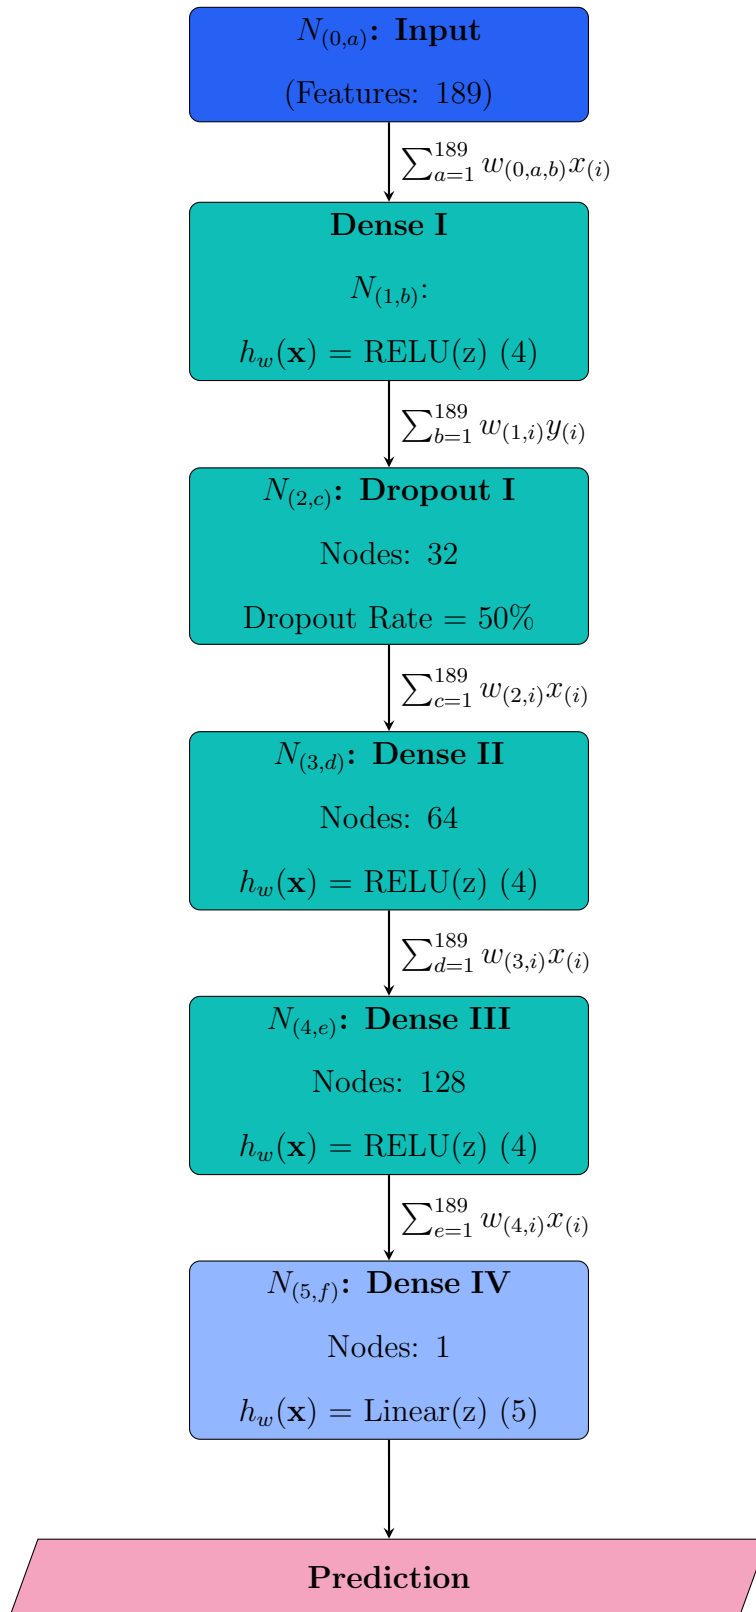 N_(0,a): Input
(Features: 189)
∑_{a=1}^{189} w_(0,a,b) x_(i)
Dense I
N_(1,b):
h_w(x) = RELU(z) (4)
∑_{b=1}^{189} w_(1,i) y_(i)
N_(2,c): Dropout I
Nodes: 32
Dropout Rate = 50%
∑_{c=1}^{189} w_(2,i) x_(i)
N_(3,d): Dense II
Nodes: 64
h_w(x) = RELU(z) (4)
∑_{d=1}^{189} w_(3,i) x_(i)
N_(4,e): Dense III
Nodes: 128
h_w(x) = RELU(z) (4)
∑_{e=1}^{189} w_(4,i) x_(i)
N_(5,f): Dense IV
Nodes: 1
h_w(x) = Linear(z) (5)
Prediction